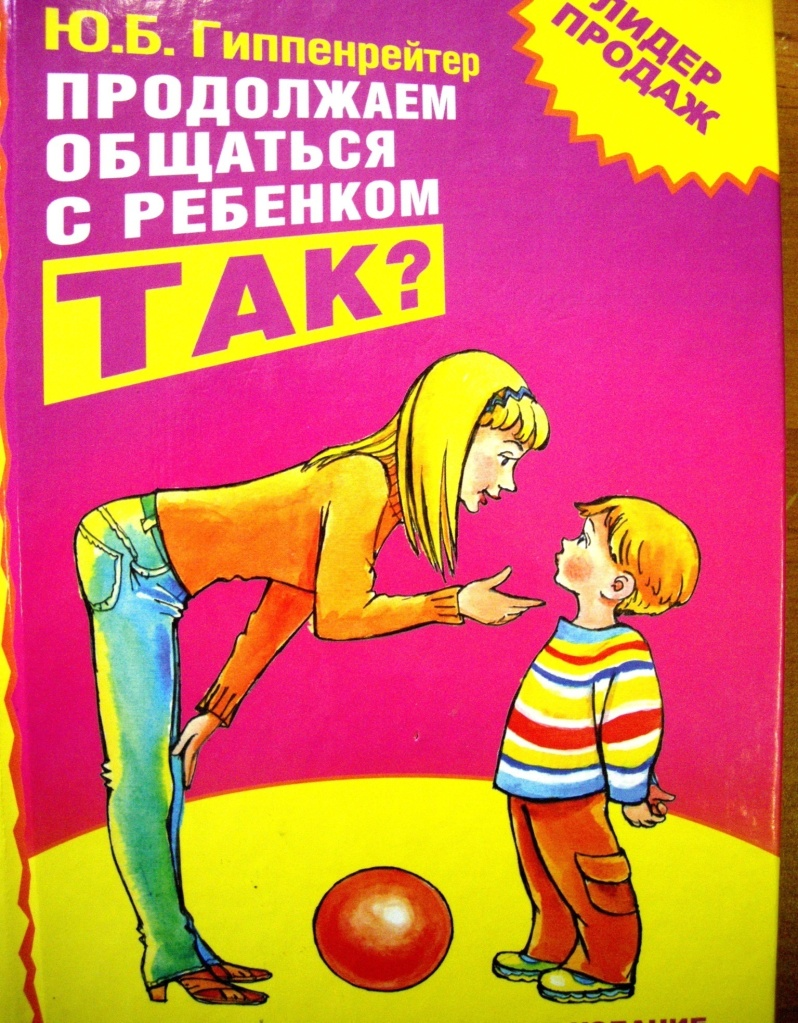 Ю.Б. Гиппенрейтер
ПРОДОЛЖАЕМ
ОБЩАТЬСЯ
С РЕБЕНКОМ
ТАК?
ЛИДЕР
ПРОДАЖ